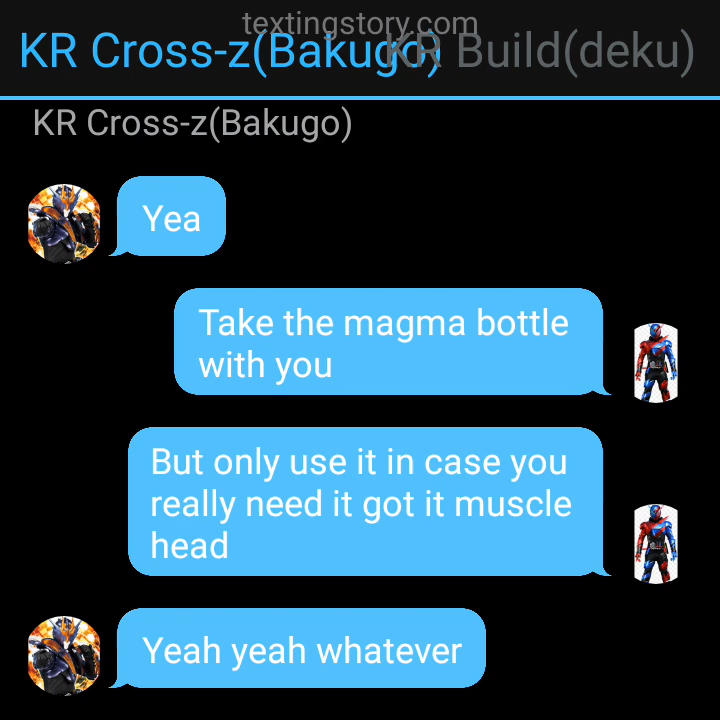 textingstory.com
KR Cross-z(Bakugo) KR Build(deku)
KR Cross-z(Bakugo)
Yea
Take the magma bottle
with you
But only use it in case you
really need it got it muscle
head
Yeah yeah whatever